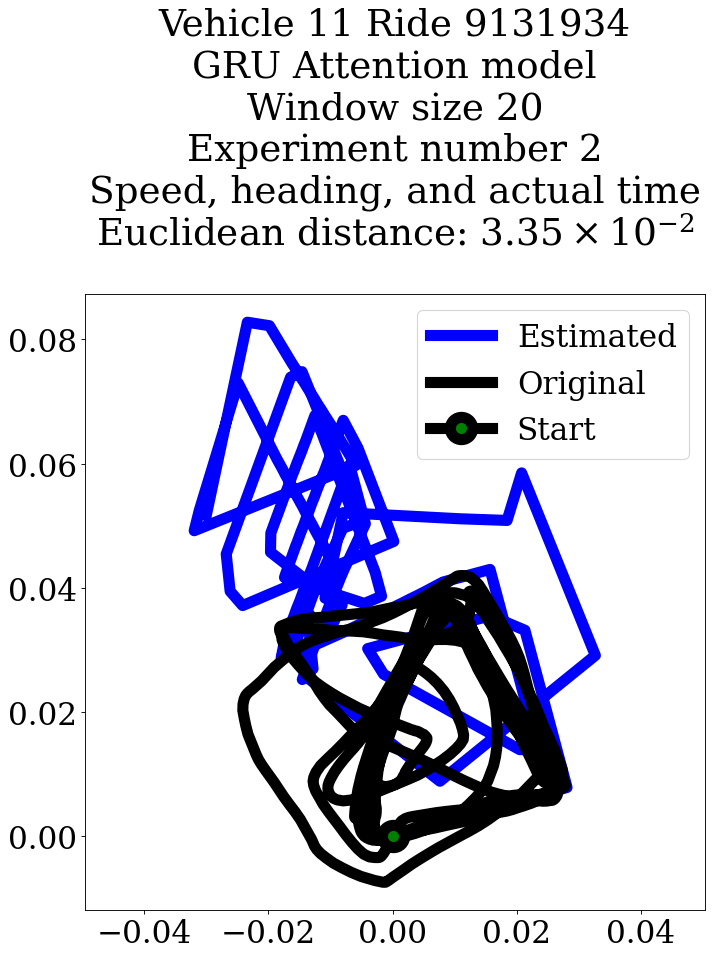 Vehicle 11 Ride 9131934
GRU Attention model
Window size 20
Experiment number 2
Speed, heading, and actual time
Euclidean distance: 3.35 × 10⁻²
Estimated
Original
Start
0.08
0.06
0.04
0.02
0.00
−0.04
−0.02
0.00
0.02
0.04